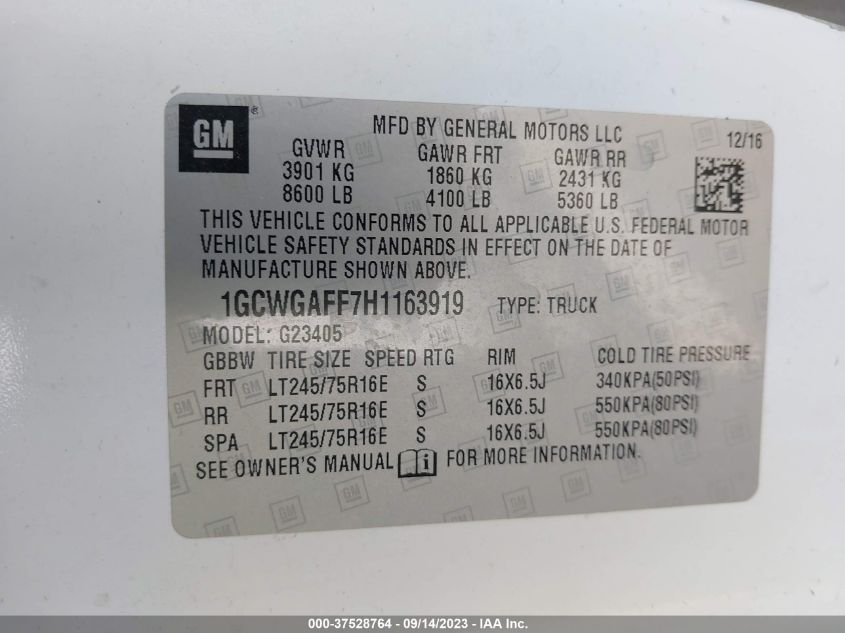 GM ®
MFD BY GENERAL MOTORS LLC 12/16
GVWR GAWR FRT GAWR RR
3901 KG 1860 KG 2431 KG
8600 LB 4100 LB 5360 LB
THIS VEHICLE CONFORMS TO ALL APPLICABLE U.S. FEDERAL MOTOR
VEHICLE SAFETY STANDARDS IN EFFECT ON THE DATE OF
MANUFACTURE SHOWN ABOVE.
1GCWGAFF7H1163919 TYPE: TRUCK
MODEL: G23405
GBBW TIRE SIZE SPEED RTG RIM COLD TIRE PRESSURE
FRT LT245/75R16E S 16X6.5J 340KPA(50PSI)
RR LT245/75R16E S 16X6.5J 550KPA(80PSI)
SPA LT245/75R16E S 16X6.5J 550KPA(80PSI)
SEE OWNER'S MANUAL i FOR MORE INFORMATION.
000-37528764 - 09/14/2023 - IAA Inc.